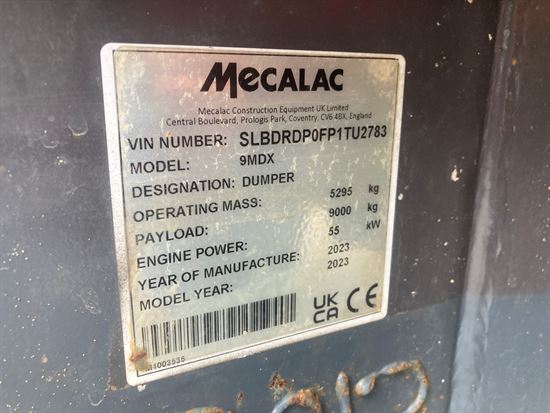 MECALAC
Mecalac Construction Equipment UK Limited
Central Boulevard, Prologis Park, Coventry, CV6 4BX, England
VIN NUMBER: SLBDRDP0FP1TU2783
MODEL: 9MDX
DESIGNATION: DUMPER
OPERATING MASS: 5295 kg
PAYLOAD: 9000 kg
ENGINE POWER: 55 kW
YEAR OF MANUFACTURE: 2023
MODEL YEAR: 2023
UK
CA CE